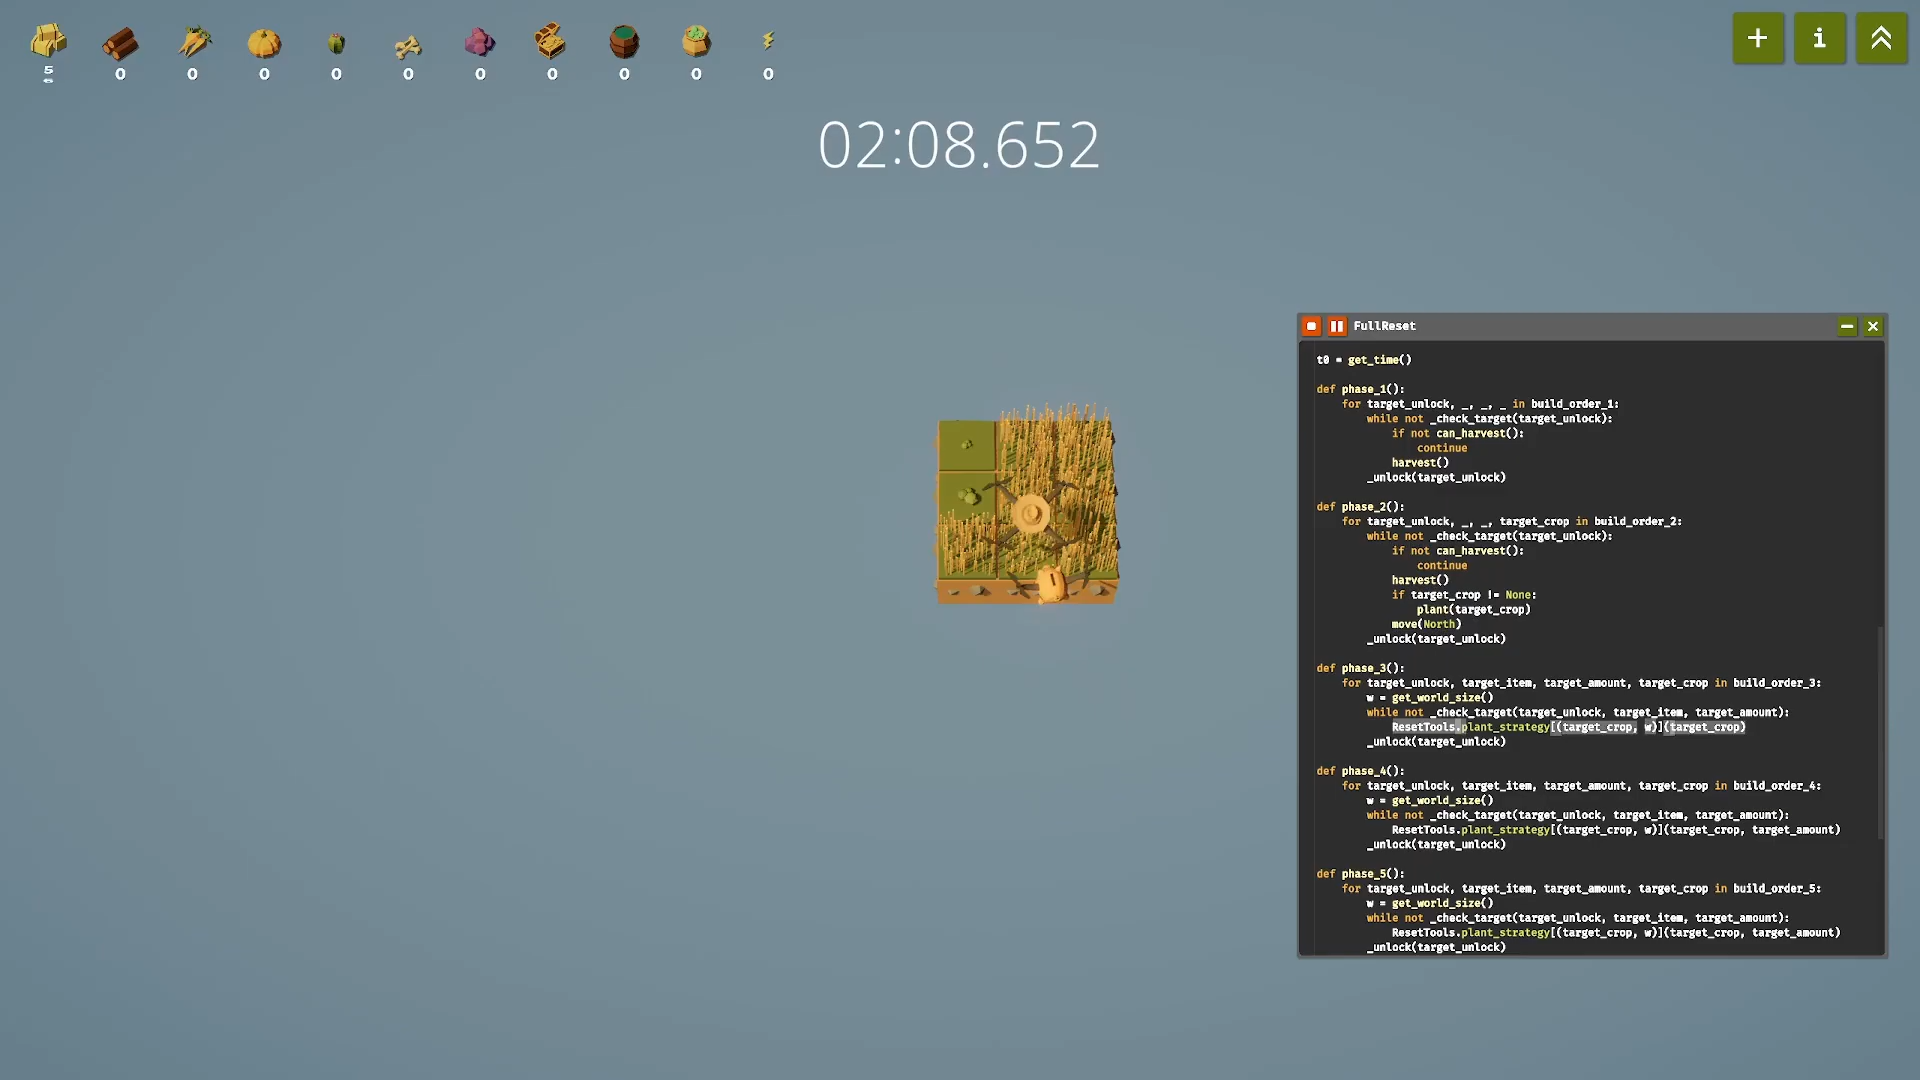 0 0 0 0 0 0 0 0 0 0
02:08.652
FullReset
t0 = get_time()
def phase_1():
for target_unlock, _, _, _ in build_order_1:
while not _check_target(target_unlock):
if not can_harvest():
continue
harvest()
_unlock(target_unlock)
def phase_2():
for target_unlock, _, _, target_crop in build_order_2:
while not _check_target(target_unlock):
if not can_harvest():
continue
harvest()
if target_crop != None:
plant(target_crop)
move(North)
_unlock(target_unlock)
def phase_3():
for target_unlock, target_item, target_amount, target_crop in build_order_3:
w = get_world_size()
while not _check_target(target_unlock, target_item, target_amount):
ResetTools.plant_strategy[(target_crop, w)](target_crop)
_unlock(target_unlock)
def phase_4():
for target_unlock, target_item, target_amount, target_crop in build_order_4:
w = get_world_size()
while not _check_target(target_unlock, target_item, target_amount):
ResetTools.plant_strategy[(target_crop, w)](target_crop, target_amount)
_unlock(target_unlock)
def phase_5():
for target_unlock, target_item, target_amount, target_crop in build_order_5:
w = get_world_size()
while not _check_target(target_unlock, target_item, target_amount):
ResetTools.plant_strategy[(target_crop, w)](target_crop, target_amount)
_unlock(target_unlock)